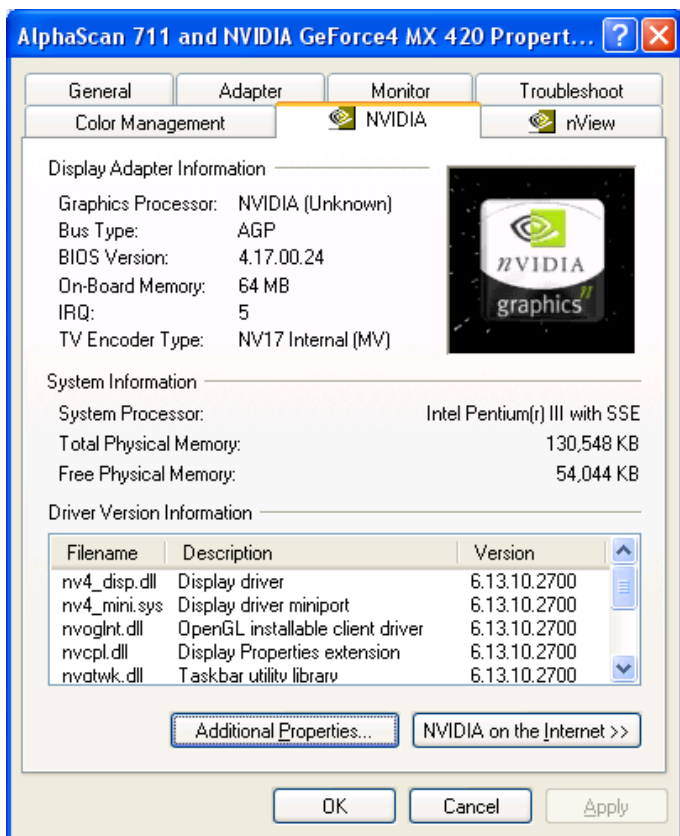 AlphaScan 711 and NVIDIA GeForce4 MX 420 Propert...
General Adapter Monitor Troubleshoot
Color Management NVIDIA nView
Display Adapter Information
Graphics Processor: NVIDIA (Unknown)
Bus Type: AGP
BIOS Version: 4.17.00.24
On-Board Memory: 64 MB
IRQ: 5
TV Encoder Type: NV17 Internal (MV)
nVIDIA
graphics n
System Information
System Processor: Intel Pentium(r) III with SSE
Total Physical Memory: 130,548 KB
Free Physical Memory: 54,044 KB
Driver Version Information
Filename Description Version
nv4_disp.dll Display driver 6.13.10.2700
nv4_mini.sys Display driver miniport 6.13.10.2700
nvoglnt.dll OpenGL installable client driver 6.13.10.2700
nvcpl.dll Display Properties extension 6.13.10.2700
nvqtwk.dll Taskbar utility library 6.13.10.2700
Additional Properties... NVIDIA on the Internet >>
OK Cancel Apply